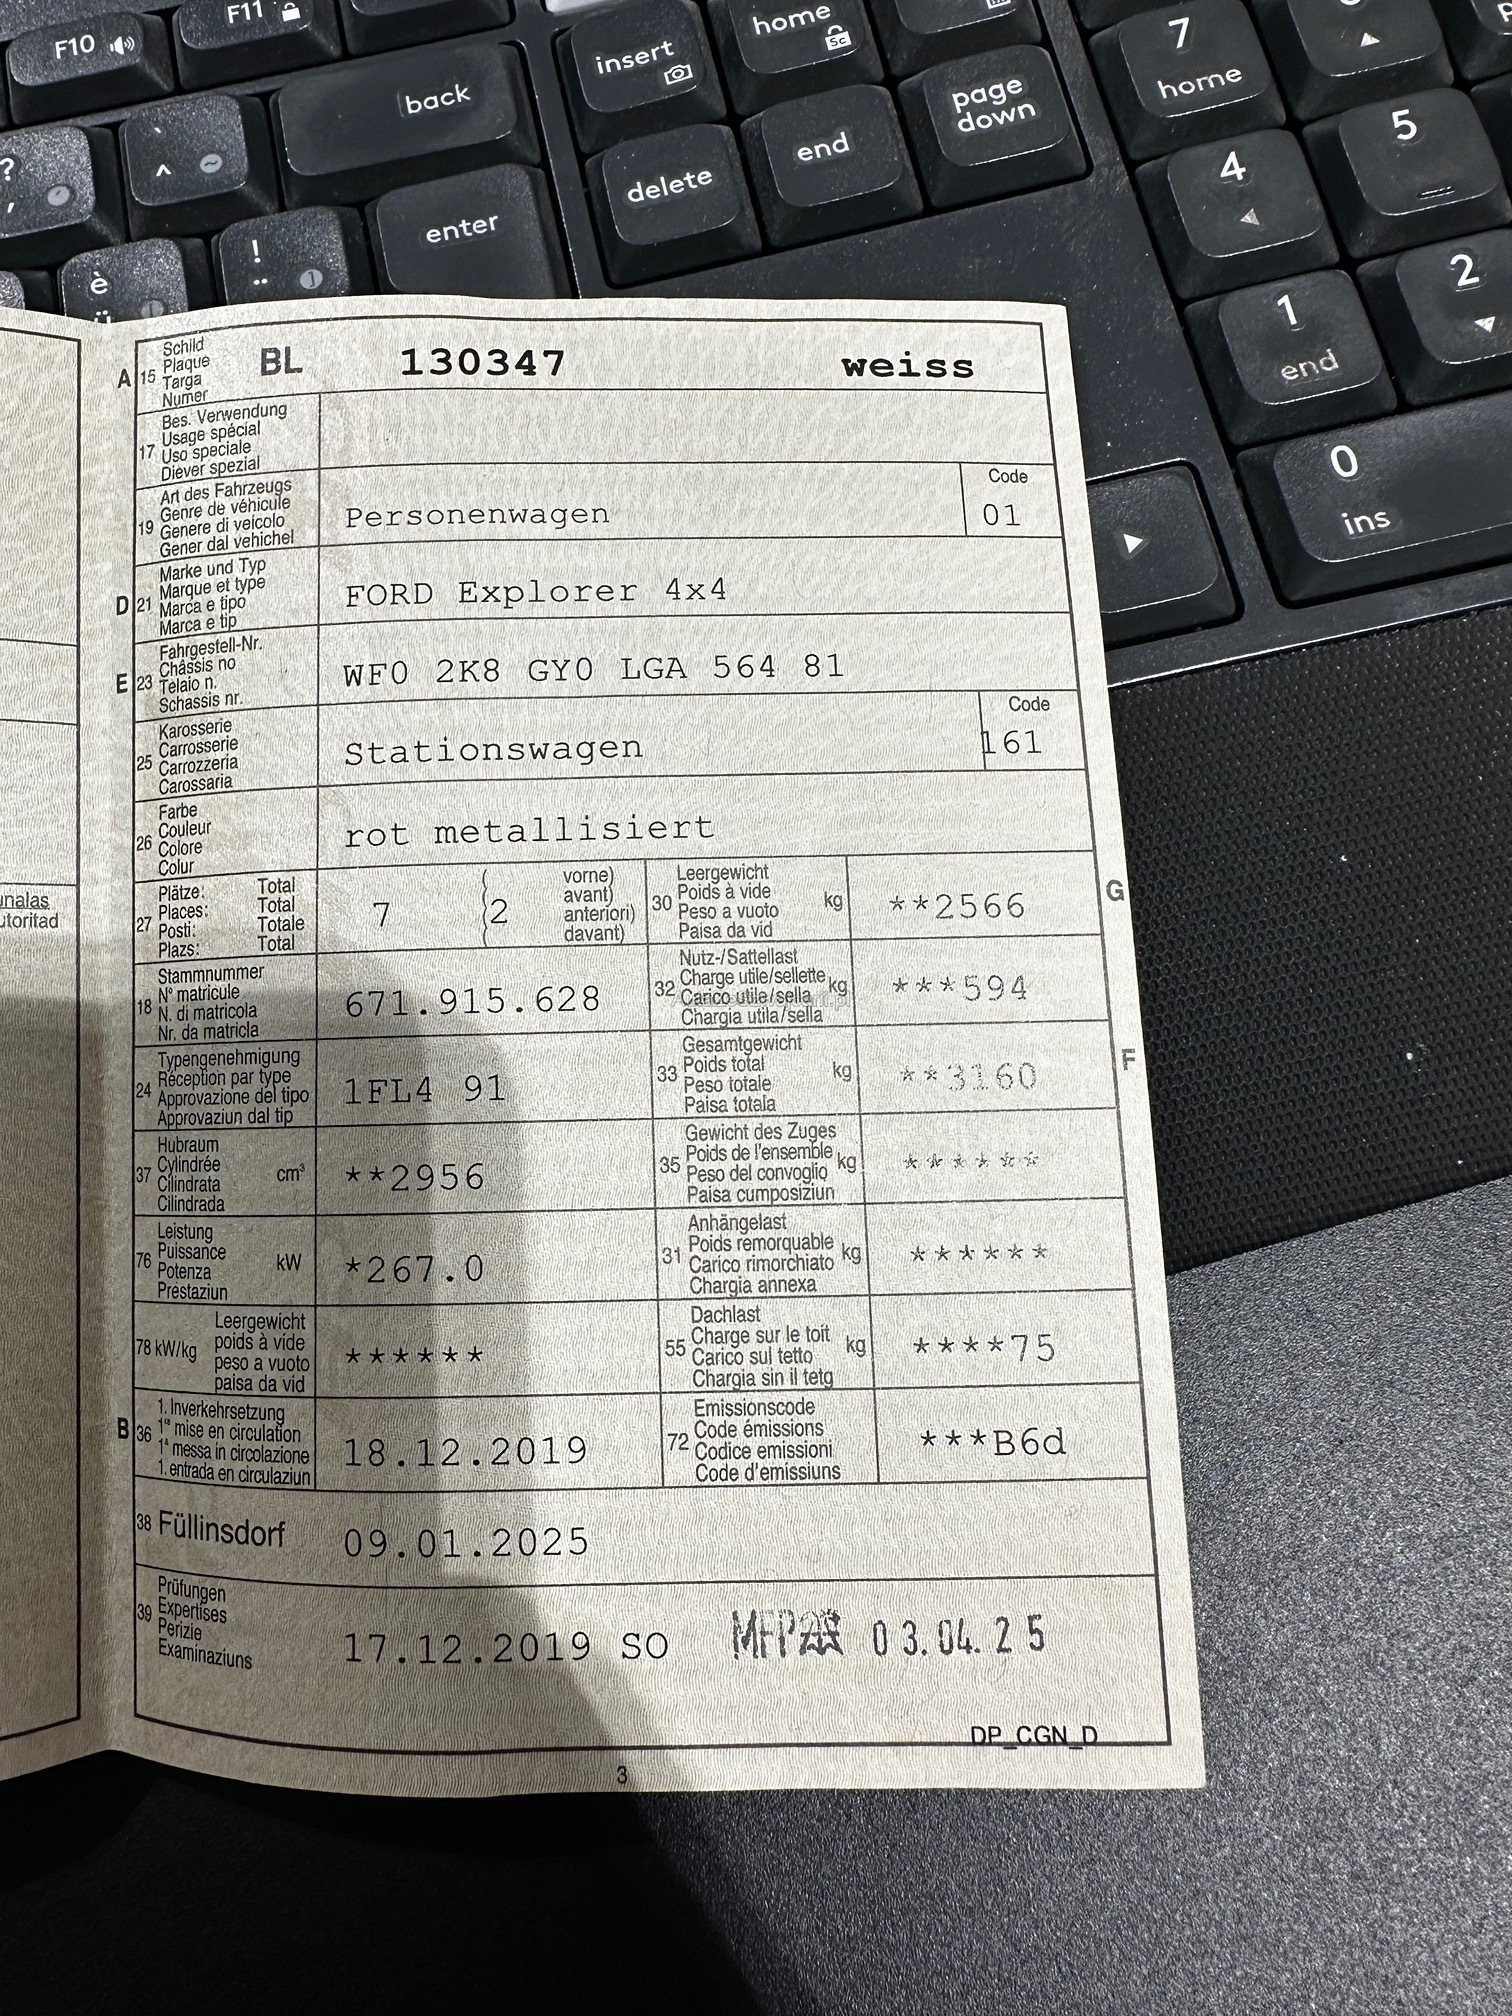 F10
F11
back
insert
home
sc
page down
end
delete
enter
?
,
^
~
è
ü
!
¨
]
7
home
4
5
1
end
2
0
ins
A 15 Schild
Plaque
Targa
Numer
BL 130347 weiss
17 Bes. Verwendung
Usage spécial
Uso speciale
Diever spezial
19 Art des Fahrzeugs
Genre de véhicule
Genere di veicolo
Gener dal vehichel
Personenwagen
Code
01
D 21 Marke und Typ
Marque et type
Marca e tipo
Marca e tip
FORD Explorer 4x4
E 23 Fahrgestell-Nr.
Châssis no
Telaio n.
Schassis nr.
WF0 2K8 GY0 LGA 564 81
25 Karosserie
Carrosserie
Carrozzeria
Carossaria
Stationswagen
Code
161
26 Farbe
Couleur
Colore
Colur
rot metallisiert
27 Plätze: Total
Places: Total
Posti: Totale
Plazs: Total
7 (2 vorne)
avant)
anteriori)
davant)
30 Leergewicht
Poids à vide
Peso a vuoto
Paisa da vid
kg **2566
G
18 Stammnummer
N° matricule
N. di matricola
Nr. da matricla
671.915.628
32 Nutz-/Sattellast
Charge utile/sellette
Carico utile/sella
Chargia utila/sella
kg ***594
24 Typengenehmigung
Réception par type
Approvazione del tipo
Approvaziun dal tip
1FL4 91
33 Gesamtgewicht
Poids total
Peso totale
Paisa totala
kg **3160
F
37 Hubraum
Cylindrée
Cilindrata
Cilindrada
cm³ **2956
35 Gewicht des Zuges
Poids de l'ensemble
Peso del convoglio
Paisa cumposiziun
kg ******
76 Leistung
Puissance
Potenza
Prestaziun
kW *267.0
31 Anhängelast
Poids remorquable
Carico rimorchiato
Chargia annexa
kg ******
78 kW/kg Leergewicht
poids à vide
peso a vuoto
paisa da vid
******
55 Dachlast
Charge sur le toit
Carico sul tetto
Chargia sin il tetg
kg ****75
B 36 1. Inverkehrsetzung
1re mise en circulation
1a messa in circolazione
1. entrada en circulaziun
18.12.2019
72 Emissionscode
Code émissions
Codice emissioni
Code d'emissiuns
***B6d
38 Füllinsdorf 09.01.2025
39 Prüfungen
Expertises
Perizie
Examinaziuns
17.12.2019 SO 03.04.25
DP_CGN_D
3